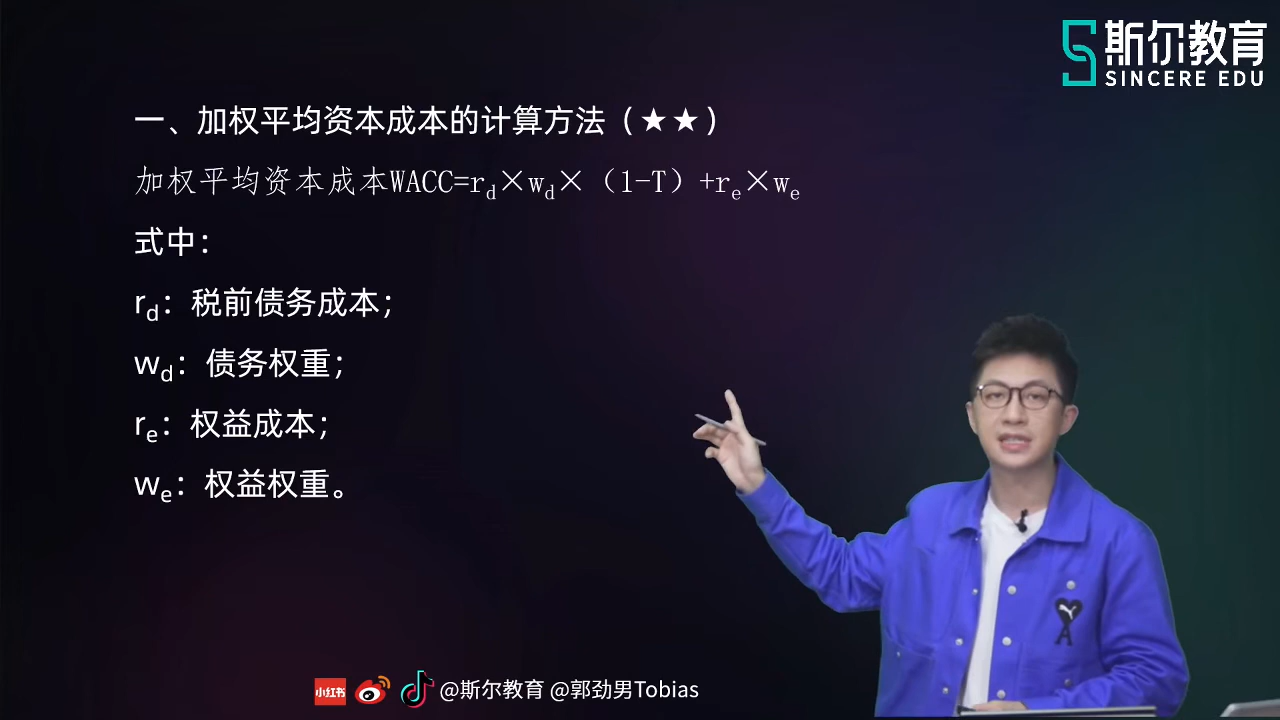 斯尔教育
SINCERE EDU
一、加权平均资本成本的计算方法（★★）
加权平均资本成本WACC=rd×wd×（1-T）+re×we
式中：
rd：税前债务成本；
wd：债务权重；
re：权益成本；
we：权益权重。
A
小红书 @斯尔教育 @郭劲男Tobias